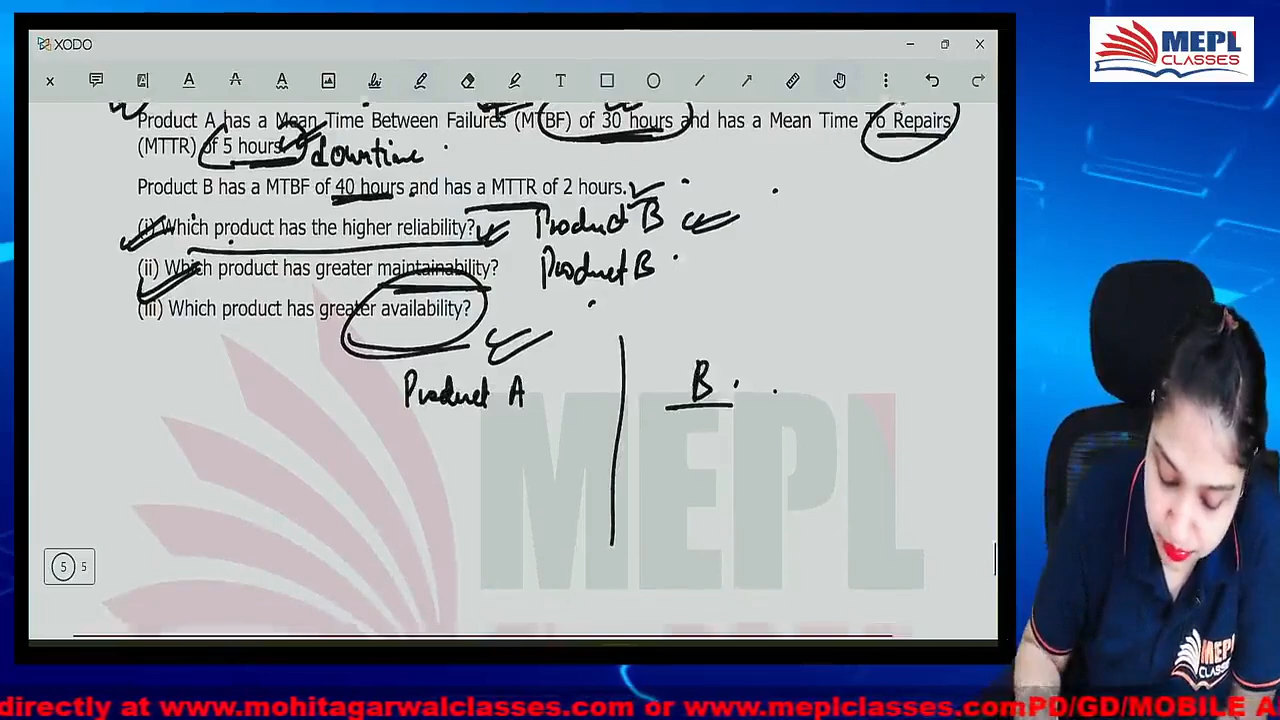 XODO
MEPL
CLASSES
Product A has a Mean Time Between Failures (MTBF) of 30 hours and has a Mean Time To Repairs
(MTTR) of 5 hours. downtime
Product B has a MTBF of 40 hours and has a MTTR of 2 hours.
(i) Which product has the higher reliability? Product B
(ii) Which product has greater maintainability? Product B
(iii) Which product has greater availability?
Product A B
MEPL
5 5
MEPL
CLASSES
directly at www.mohitagarwalclasses.com or www.meplclasses.comPD/GD/MOBILE A